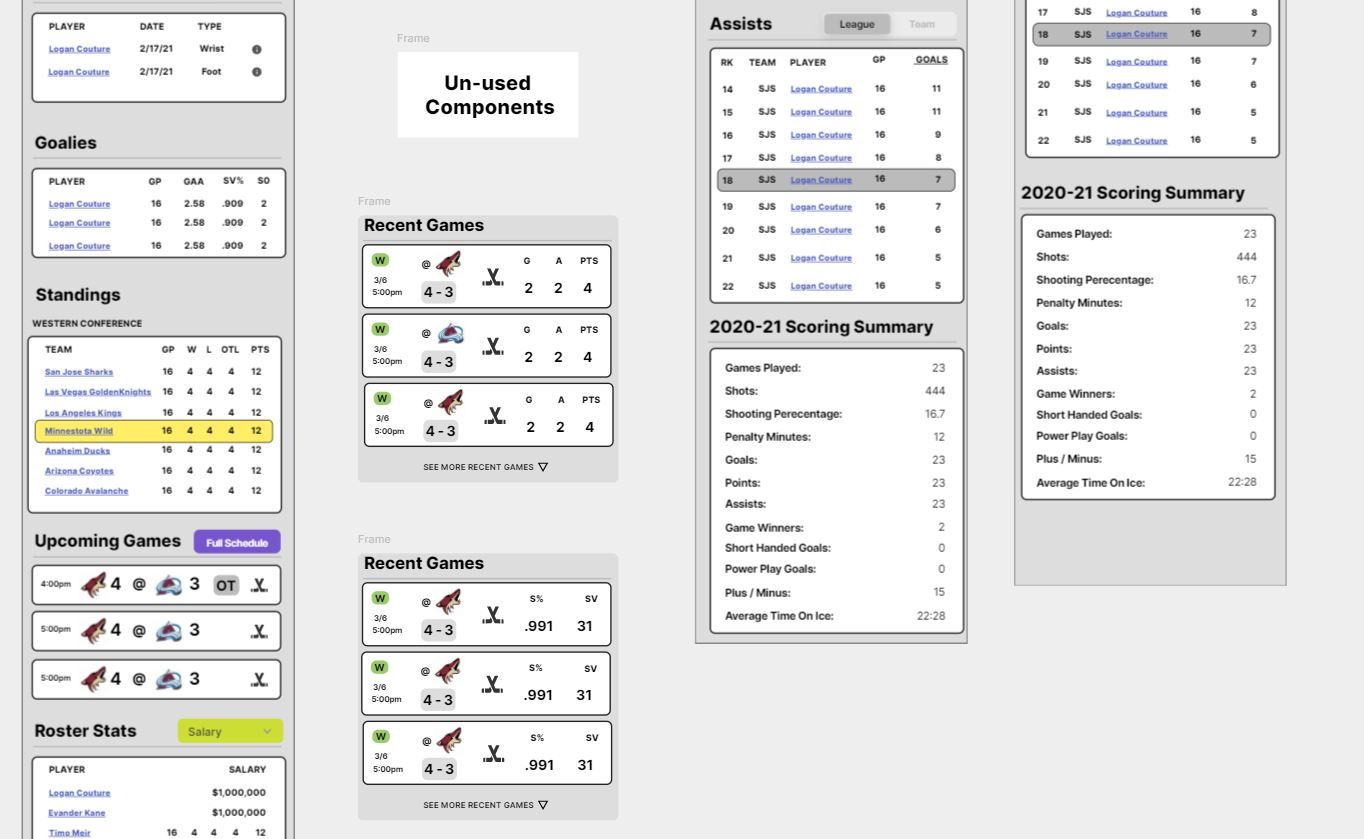 PLAYER DATE TYPE
Logan Couture 2/17/21 Wrist
Logan Couture 2/17/21 Foot
Goalies
PLAYER GP GAA SV% SO
Logan Couture 16 2.58 .909 2
Logan Couture 16 2.58 .909 2
Logan Couture 16 2.58 .909 2
Standings
WESTERN CONFERENCE
TEAM GP W L OTL PTS
San Jose Sharks 16 4 4 4 12
Las Vegas GoldenKnights 16 4 4 4 12
Los Angeles Kings 16 4 4 4 12
Minnestota Wild 16 4 4 4 12
Anaheim Ducks 16 4 4 4 12
Arizona Coyotes 16 4 4 4 12
Colorado Avalanche 16 4 4 4 12
Upcoming Games Full Schedule
4:00pm 4 @ 3 OT
5:00pm 4 @ 3
5:00pm 4 @ 3
Roster Stats Salary
PLAYER SALARY
Logan Couture $1,000,000
Evander Kane $1,000,000
Timo Meir 16 4 4 4 12
Frame
Un-used
Components
Frame
Recent Games
W @ G A PTS
3/6
5:00pm 4 - 3 2 2 4
W @ G A PTS
3/6
5:00pm 4 - 3 2 2 4
W @ G A PTS
3/6
5:00pm 4 - 3 2 2 4
SEE MORE RECENT GAMES
Frame
Recent Games
W @ S% SV
3/6
5:00pm 4 - 3 .991 31
W @ S% SV
3/6
5:00pm 4 - 3 .991 31
W @ S% SV
3/6
5:00pm 4 - 3 .991 31
SEE MORE RECENT GAMES
Assists League Team
RK TEAM PLAYER GP GOALS
14 SJS Logan Couture 16 11
15 SJS Logan Couture 16 11
16 SJS Logan Couture 16 9
17 SJS Logan Couture 16 8
18 SJS Logan Couture 16 7
19 SJS Logan Couture 16 7
20 SJS Logan Couture 16 6
21 SJS Logan Couture 16 5
22 SJS Logan Couture 16 5
2020-21 Scoring Summary
Games Played: 23
Shots: 444
Shooting Perecentage: 16.7
Penalty Minutes: 12
Goals: 23
Points: 23
Assists: 23
Game Winners: 2
Short Handed Goals: 0
Power Play Goals: 0
Plus / Minus: 15
Average Time On Ice: 22:28
17 SJS Logan Couture 16 8
18 SJS Logan Couture 16 7
19 SJS Logan Couture 16 7
20 SJS Logan Couture 16 6
21 SJS Logan Couture 16 5
22 SJS Logan Couture 16 5
2020-21 Scoring Summary
Games Played: 23
Shots: 444
Shooting Perecentage: 16.7
Penalty Minutes: 12
Goals: 23
Points: 23
Assists: 23
Game Winners: 2
Short Handed Goals: 0
Power Play Goals: 0
Plus / Minus: 15
Average Time On Ice: 22:28